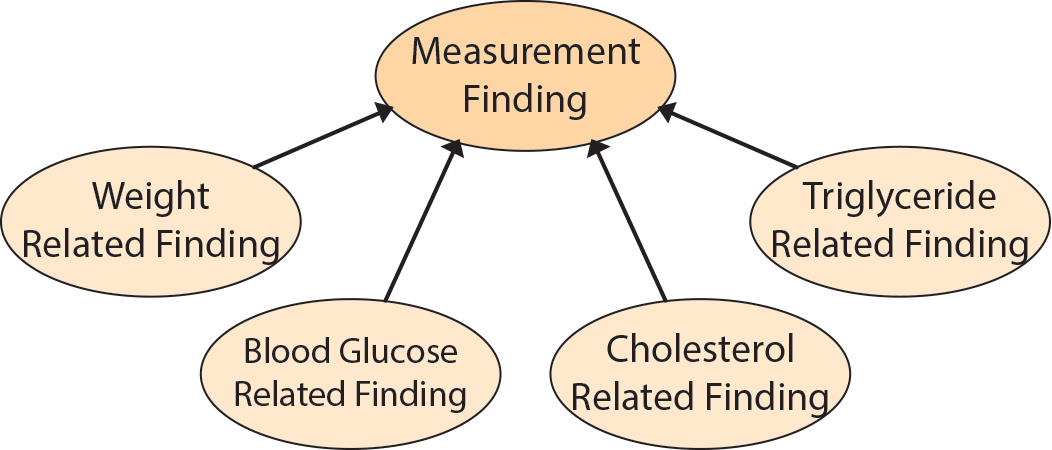 Measurement
Finding
Weight
Related Finding
Triglyceride
Related Finding
Blood Glucose
Related Finding
Cholesterol
Related Finding